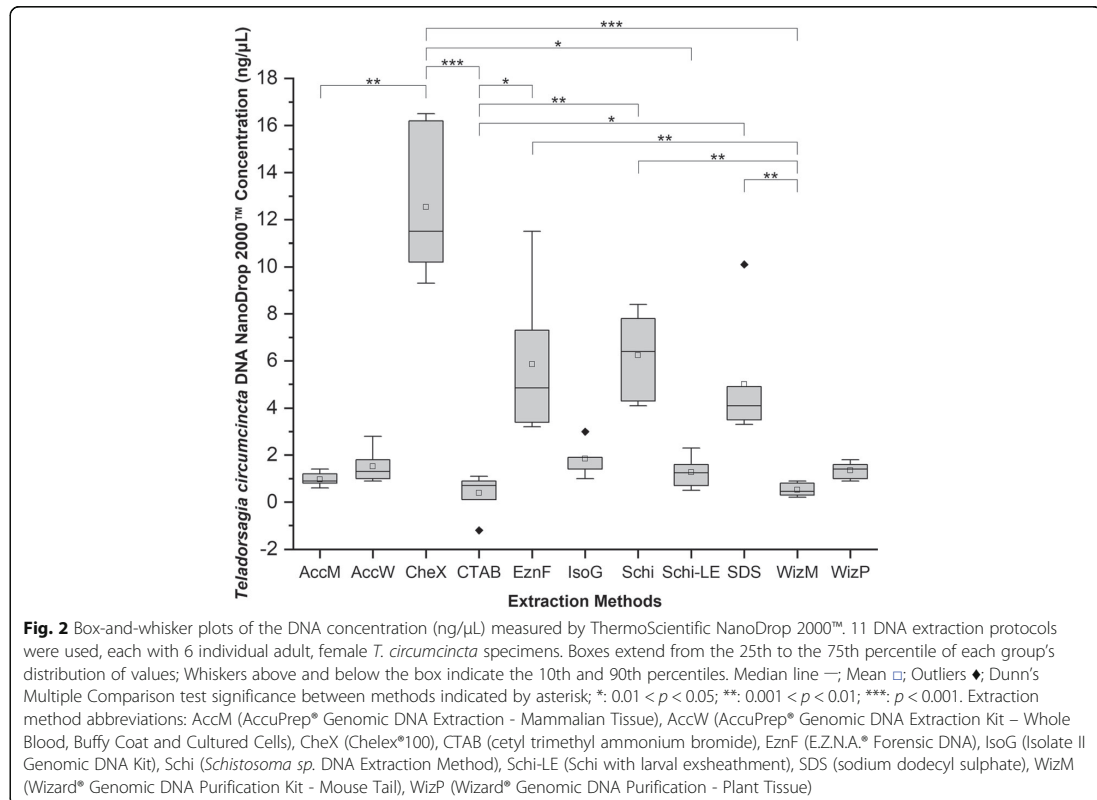 ***
*
***
**
*
**
*
**
**
**
Teladorsagia circumcincta DNA NanoDrop 2000™ Concentration (ng/µL)
18
16
14
12
10
8
6
4
2
0
-2
AccM AccW CheX CTAB EznF IsoG Schi Schi-LE SDS WizM WizP
Extraction Methods
Fig. 2 Box-and-whisker plots of the DNA concentration (ng/µL) measured by ThermoScientific NanoDrop 2000™. 11 DNA extraction protocols
were used, each with 6 individual adult, female T. circumcincta specimens. Boxes extend from the 25th to the 75th percentile of each group's
distribution of values; Whiskers above and below the box indicate the 10th and 90th percentiles. Median line —; Mean □; Outliers ♦; Dunn's
Multiple Comparison test significance between methods indicated by asterisk; *: 0.01 < p < 0.05; **: 0.001 < p < 0.01; ***: p < 0.001. Extraction
method abbreviations: AccM (AccuPrep® Genomic DNA Extraction - Mammalian Tissue), AccW (AccuPrep® Genomic DNA Extraction Kit – Whole
Blood, Buffy Coat and Cultured Cells), CheX (Chelex®100), CTAB (cetyl trimethyl ammonium bromide), EznF (E.Z.N.A.® Forensic DNA), IsoG (Isolate II
Genomic DNA Kit), Schi (Schistosoma sp. DNA Extraction Method), Schi-LE (Schi with larval exsheathment), SDS (sodium dodecyl sulphate), WizM
(Wizard® Genomic DNA Purification Kit - Mouse Tail), WizP (Wizard® Genomic DNA Purification - Plant Tissue)